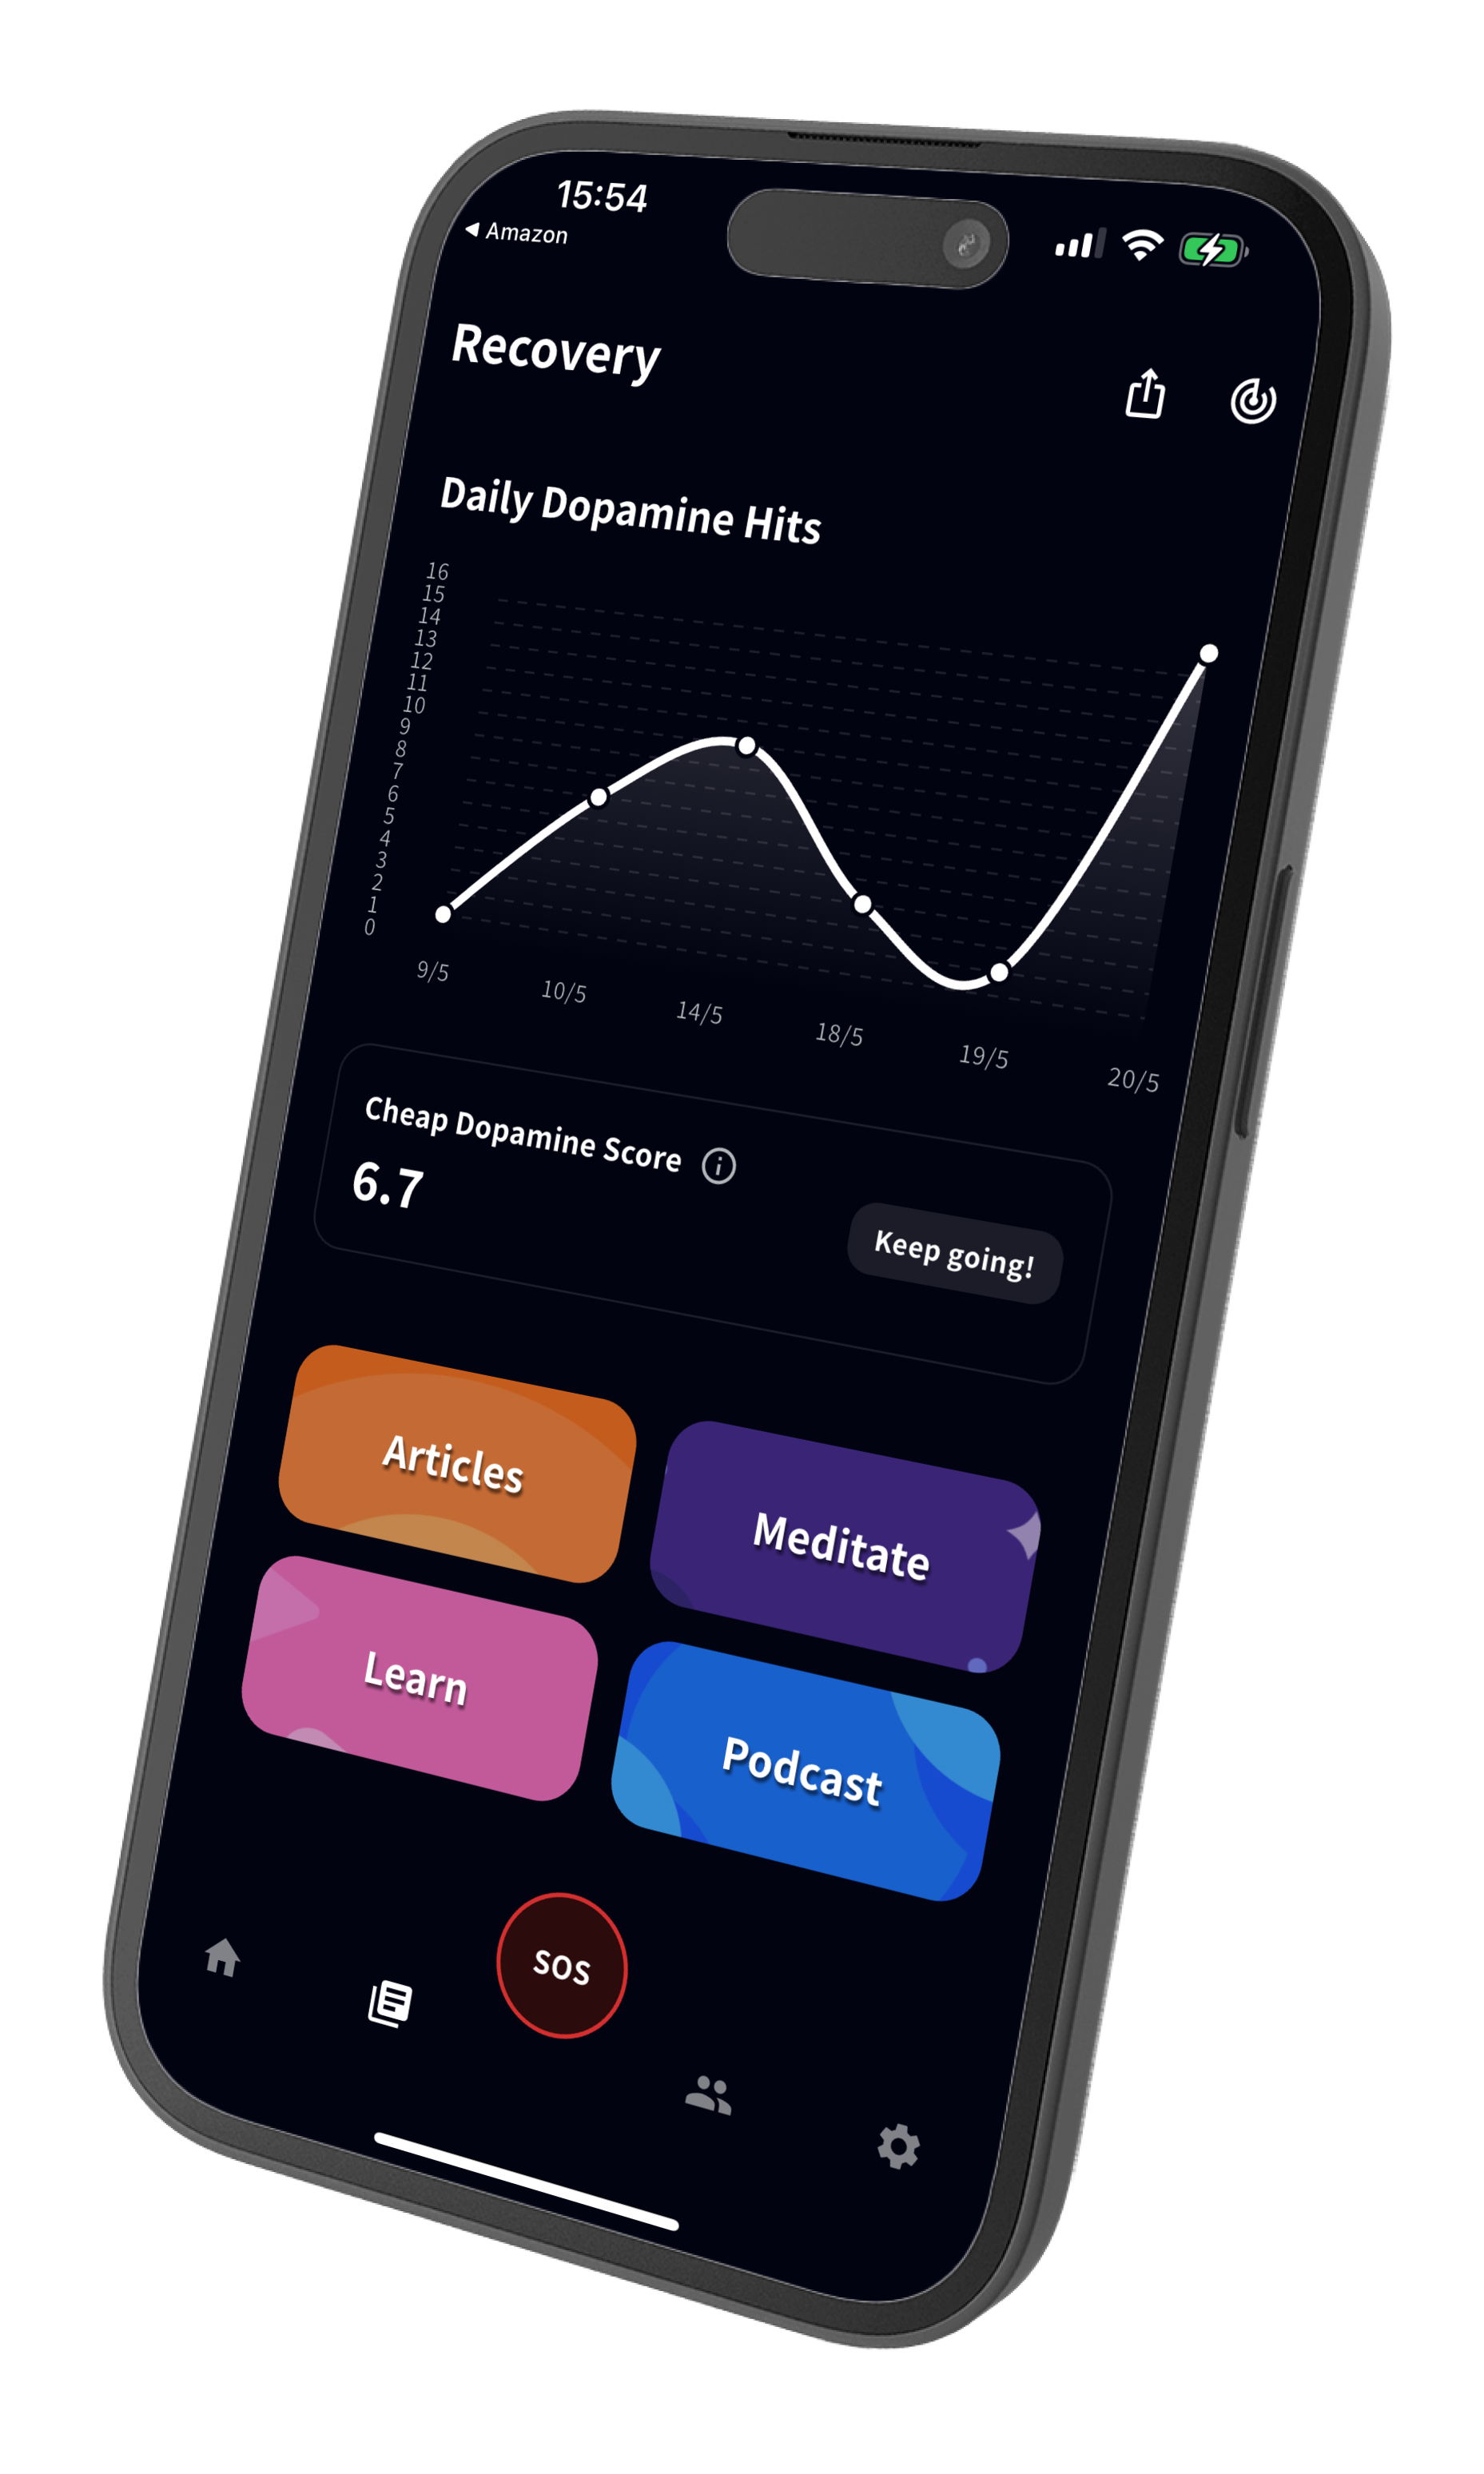 15:54
◀ Amazon
Recovery
Daily Dopamine Hits
16
15
14
13
12
11
10
9
8
7
6
5
4
3
2
1
0
9/5
10/5
14/5
18/5
19/5
20/5
Cheap Dopamine Score
6.7
Keep going!
Articles
Meditate
Learn
Podcast
SOS